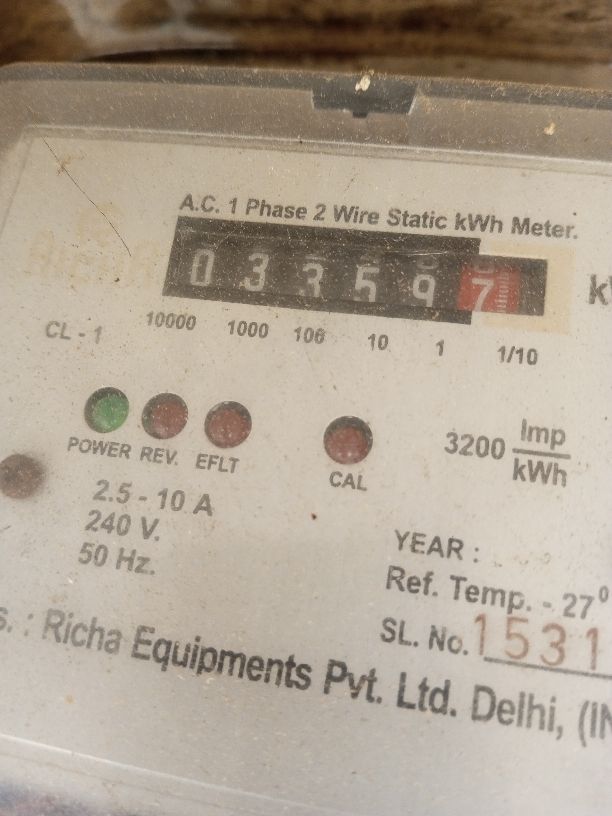 A.C. 1 Phase 2 Wire Static kWh Meter.
0 3 3 5 9 7
10000 1000 100 10 1 1/10
CL - 1
POWER REV. EFLT
CAL
3200 Imp/kWh
2.5 - 10 A
240 V.
50 Hz.
YEAR :
Ref. Temp. - 27°
SL. No. 1531
: Richa Equipments Pvt. Ltd. Delhi,